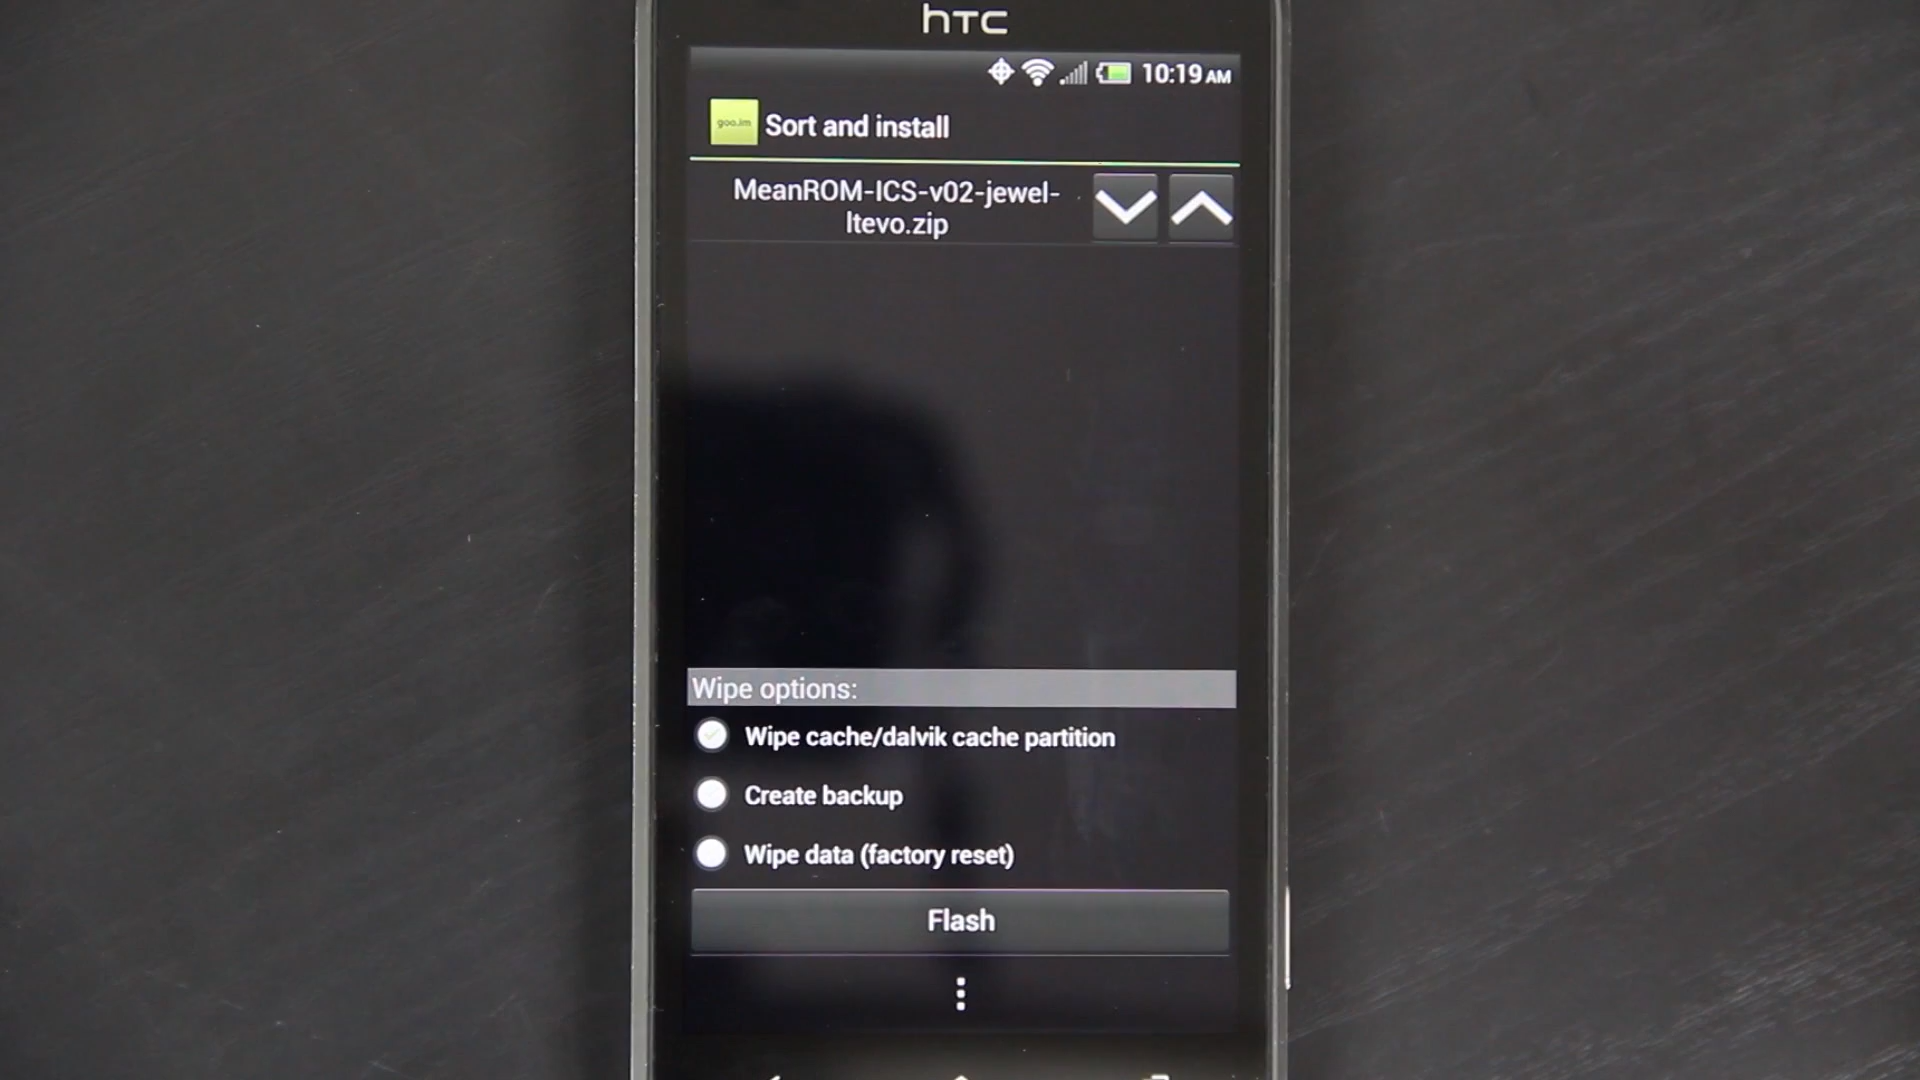 hTC
10:19 AM
goo.im Sort and install
MeanROM-ICS-v02-jewel-
ltevo.zip
Wipe options:
Wipe cache/dalvik cache partition
Create backup
Wipe data (factory reset)
Flash